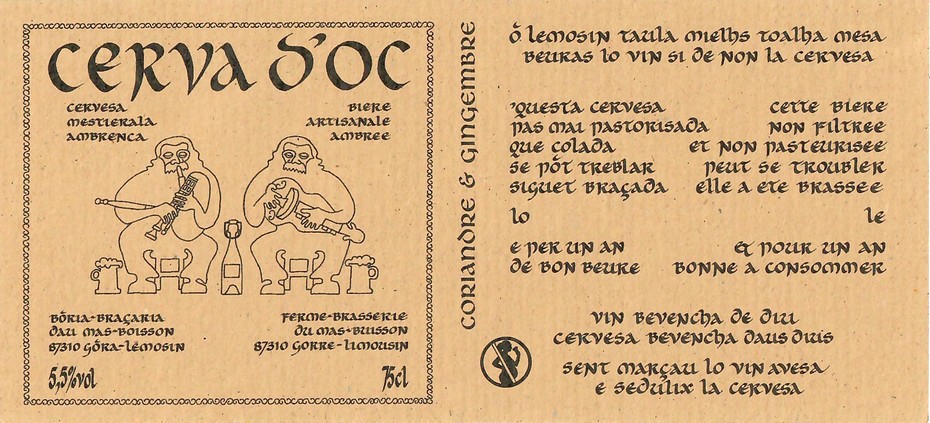 CERVA D'OC
CERVESA
MESTIERALA
AMBRENCA
BIERE
ARTISANALE
AMBREE
BÒRIA-BRAÇARIA
DAU MAS-BOISSON
87310 GÒRA-LEMOSIN
FERME-BRASSERIE
DU MAS-BUISSON
87310 GORRE-LIMOUSIN
5,5%vol
75cl
CORIANDRE & GINGEMBRE
Ô LEMOSIN TAULA MIELHS TOALHA MESA
BEURAS LO VIN SI DE NON LA CERVESA
'QUESTA CERVESA
PAS MAI PASTORISADA
QUE COLADA
SE PÒT TREBLAR
SIGUET BRAÇADA
LO
E PER UN AN
DE BON BEURE
CETTE BIERE
NON FILTREE
ET NON PASTEURISEE
PEUT SE TROUBLER
ELLE A ETE BRASSEE
LE
ET POUR UN AN
BONNE A CONSOMMER
VIN BEVENCHA DE DIU
CERVESA BEVENCHA DAUS DIUS
SENT MARÇAU LO VIN AVESA
E SEDULIX LA CERVESA